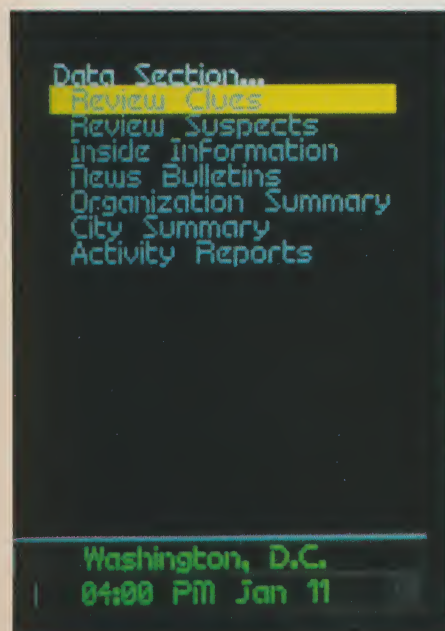 Data Section...
Review Clues
Review Suspects
Inside Information
News Bulletins
Organization Summary
City Summary
Activity Reports
Washington, D.C.
04:00 PM Jan 11